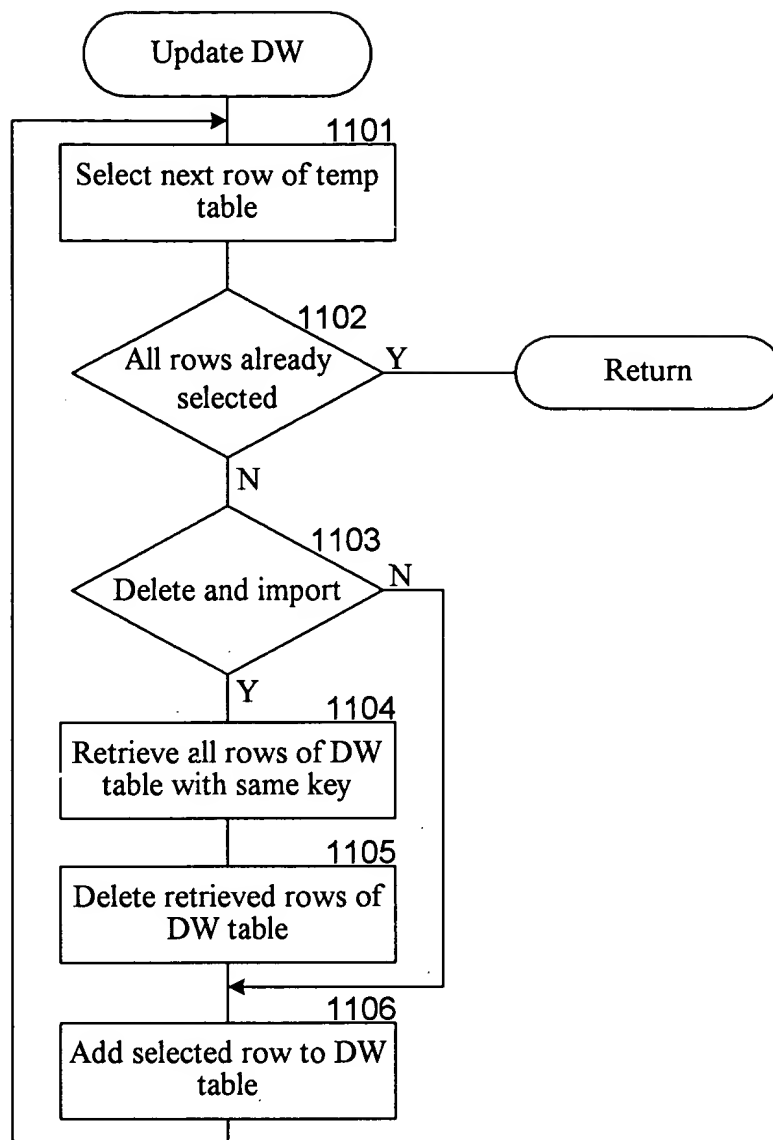 Update DW
1101
Select next row of temp
table
1102
All rows already
selected
Y
Return
N
1103
Delete and import
N
Y
1104
Retrieve all rows of DW
table with same key
1105
Delete retrieved rows of
DW table
1106
Add selected row to DW
table